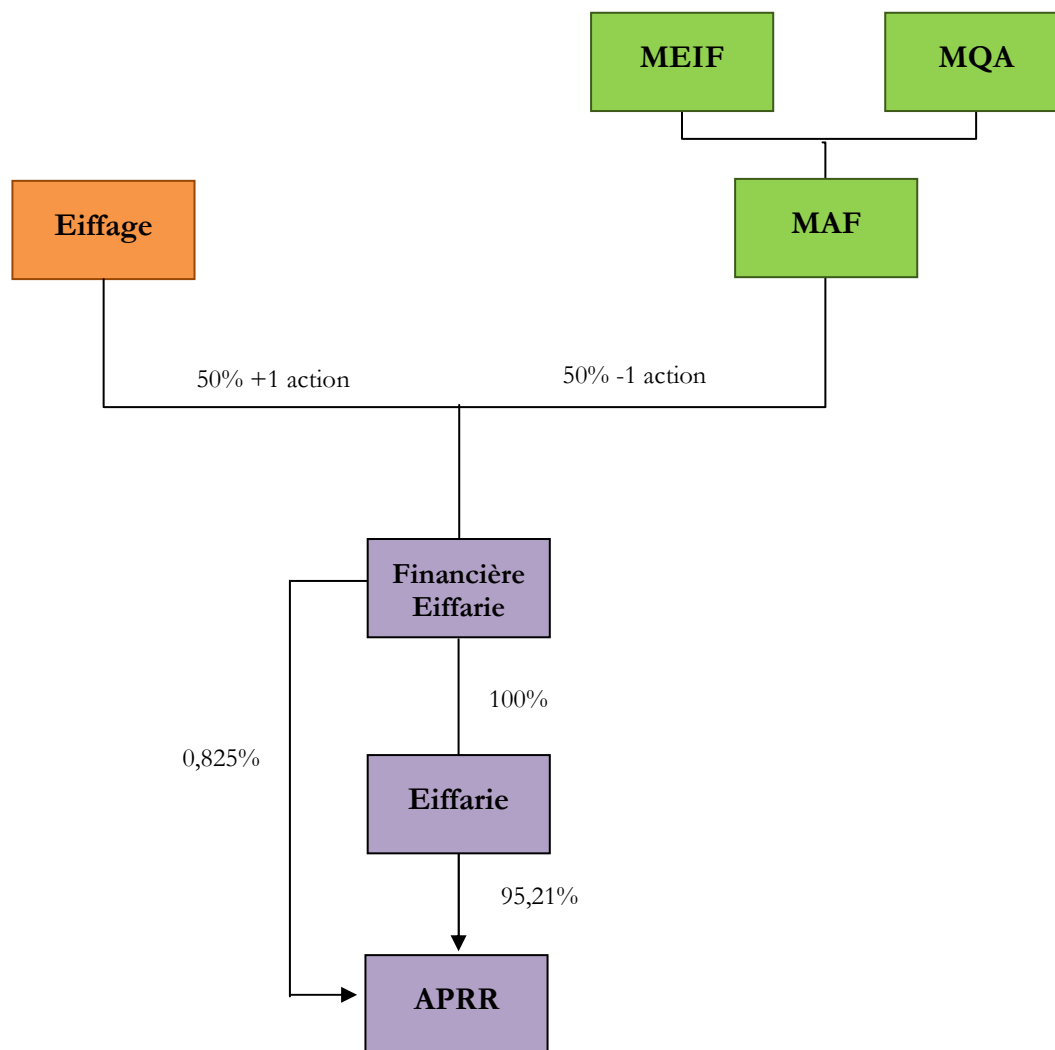 MEIF
MQA
Eiffage
MAF
50% +1 action
50% -1 action
Financière
Eiffarie
100%
0,825%
Eiffarie
95,21%
APRR